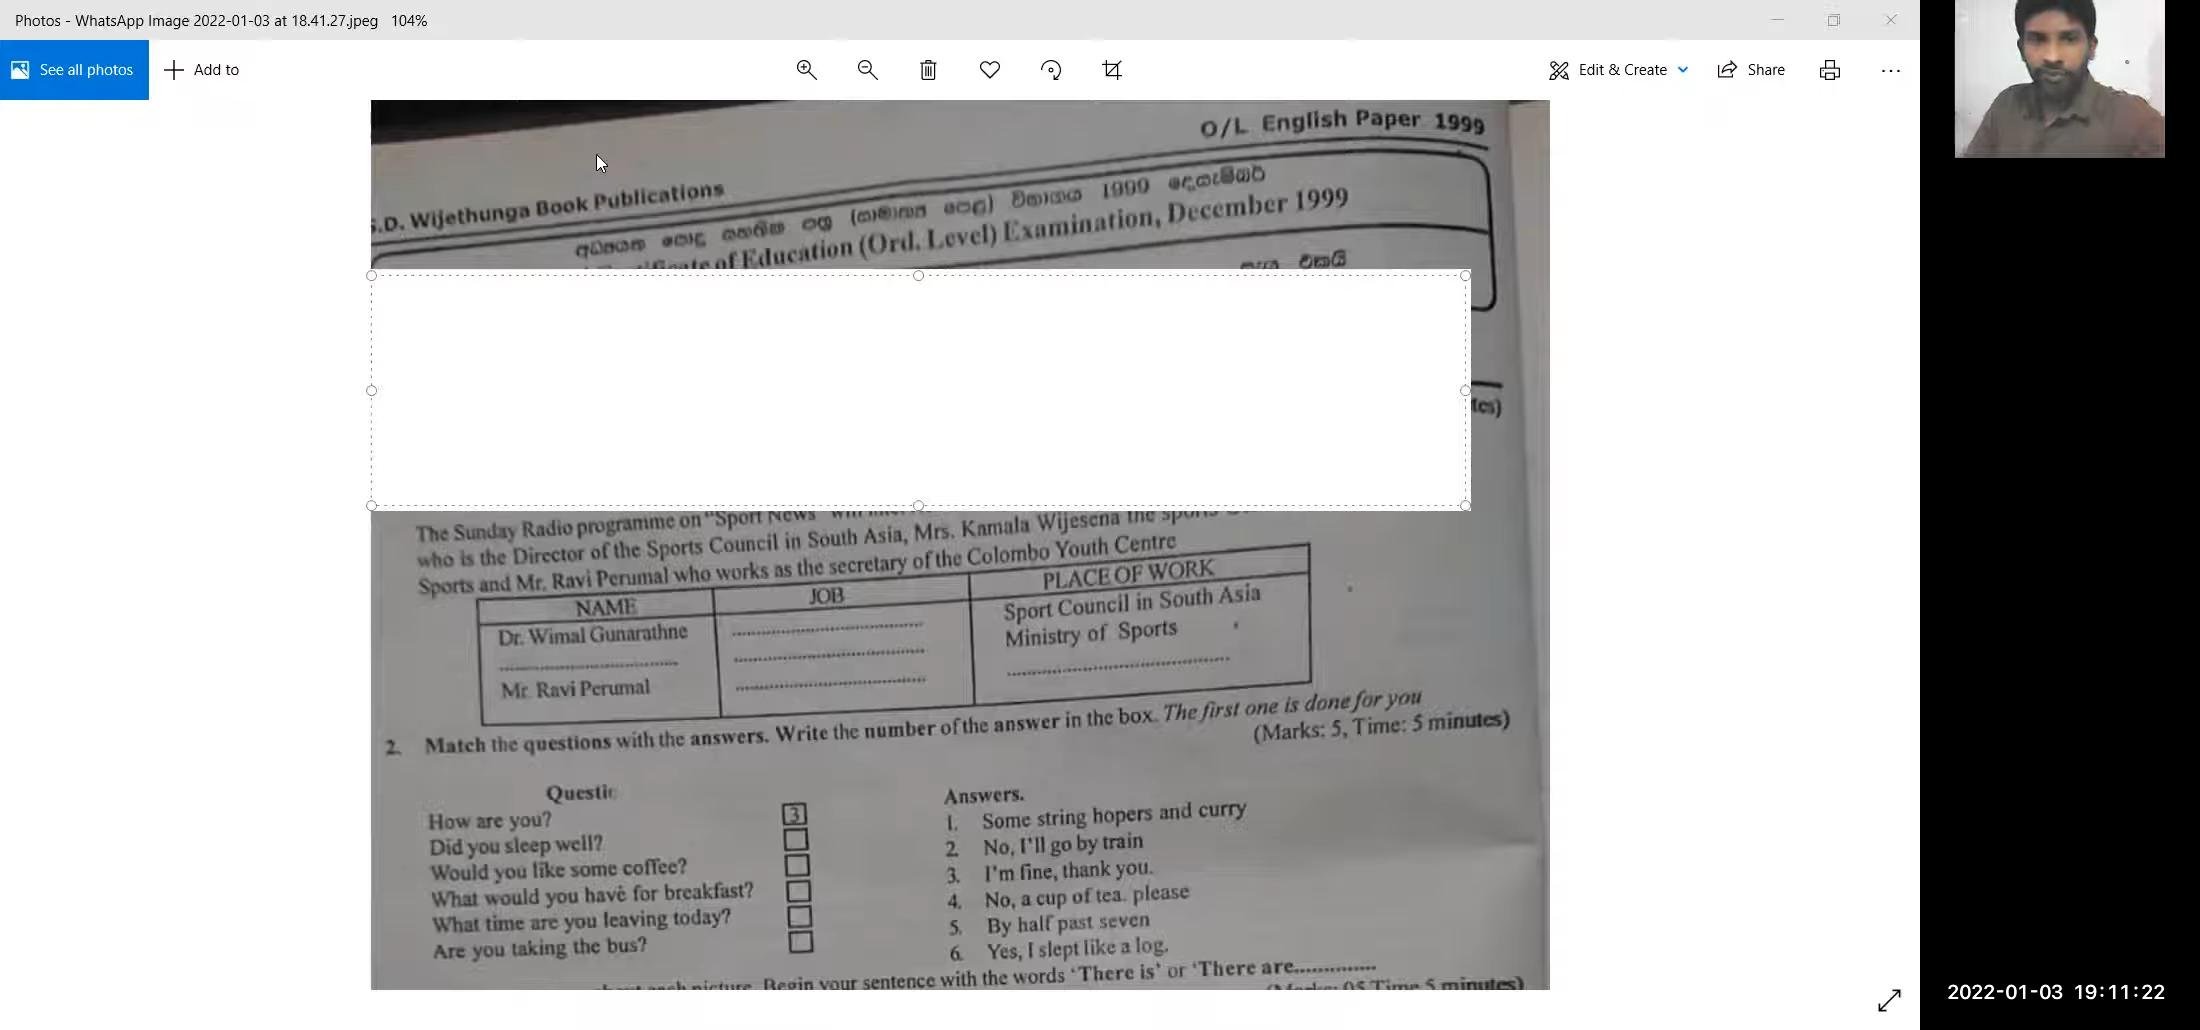 Photos - WhatsApp Image 2022-01-03 at 18.41.27.jpeg 104%
See all photos
Add to
Edit & Create
Share
O/L English Paper 1999
S.D. Wijethunga Book Publications
1999
of Education (Ord. Level) Examination, December 1999
The Sunday Radio programme on "Sport News"
who is the Director of the Sports Council in South Asia, Mrs. Kamala Wijesena the
Sports and Mr. Ravi Perumal who works as the secretary of the Colombo Youth Centre
NAME JOB PLACE OF WORK
Dr. Wimal Gunarathne .............................. Sport Council in South Asia
.............................. .............................. Ministry of Sports
Mr. Ravi Perumal .............................. ..............................
2. Match the questions with the answers. Write the number of the answer in the box. The first one is done for you
(Marks: 5, Time: 5 minutes)
Questic
Answers.
How are you? 3
Did you sleep well?
Would you like some coffee?
What would you have for breakfast?
What time are you leaving today?
Are you taking the bus?
1. Some string hopers and curry
2. No, I'll go by train
3. I'm fine, thank you.
4. No, a cup of tea. please
5. By half past seven
6. Yes, I slept like a log.
picture. Begin your sentence with the words 'There is' or 'There are..............
05 Time 5 minutes)
2022-01-03 19:11:22